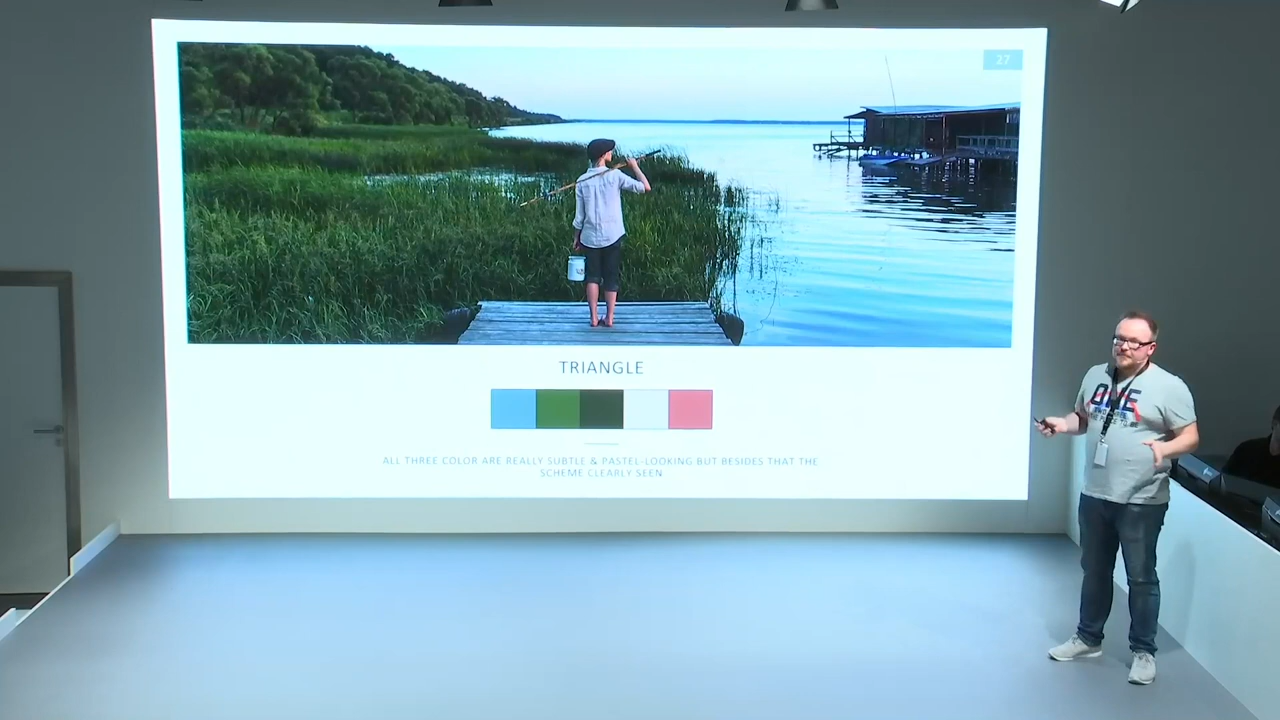 27
TRIANGLE
ALL THREE COLOR ARE REALLY SUBTLE & PASTEL-LOOKING BUT BESIDES THAT THE
SCHEME CLEARLY SEEN